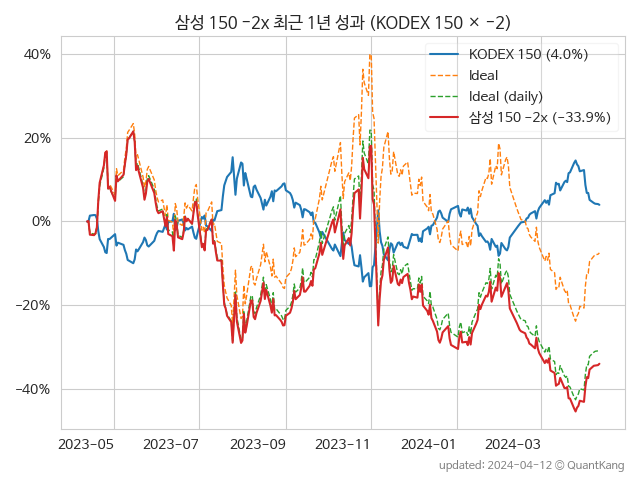 삼성 150 −2x 최근 1년 성과 (KODEX 150 × −2)
KODEX 150 (4.0%)
Ideal
Ideal (daily)
삼성 150 −2x (−33.9%)
40%
20%
0%
−20%
−40%
2023-05 2023-07 2023-09 2023-11 2024-01 2024-03
updated: 2024-04-12 © QuantKang